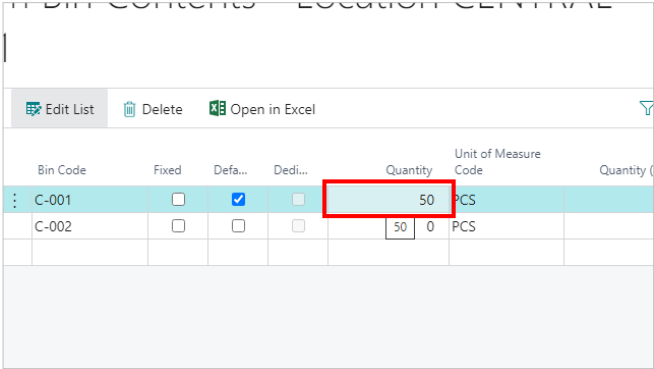 Bin Contents - Location CENTRAL
Edit List Delete Open in Excel
Unit of Measure
Bin Code Fixed Defa... Dedi... Quantity Code Quantity (
C-001 50 PCS
C-002 50 0 PCS